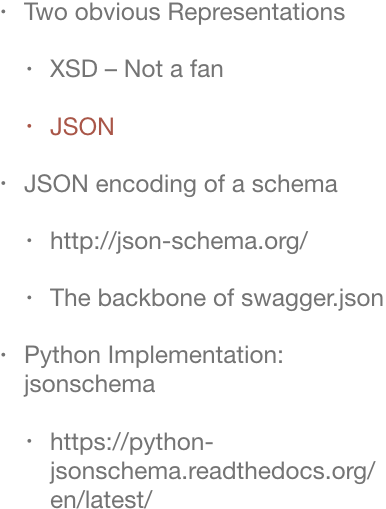 • Two obvious Representations
• XSD – Not a fan
• JSON
• JSON encoding of a schema
• http://json-schema.org/
• The backbone of swagger.json
• Python Implementation:
jsonschema
• https://python-
jsonschema.readthedocs.org/
en/latest/